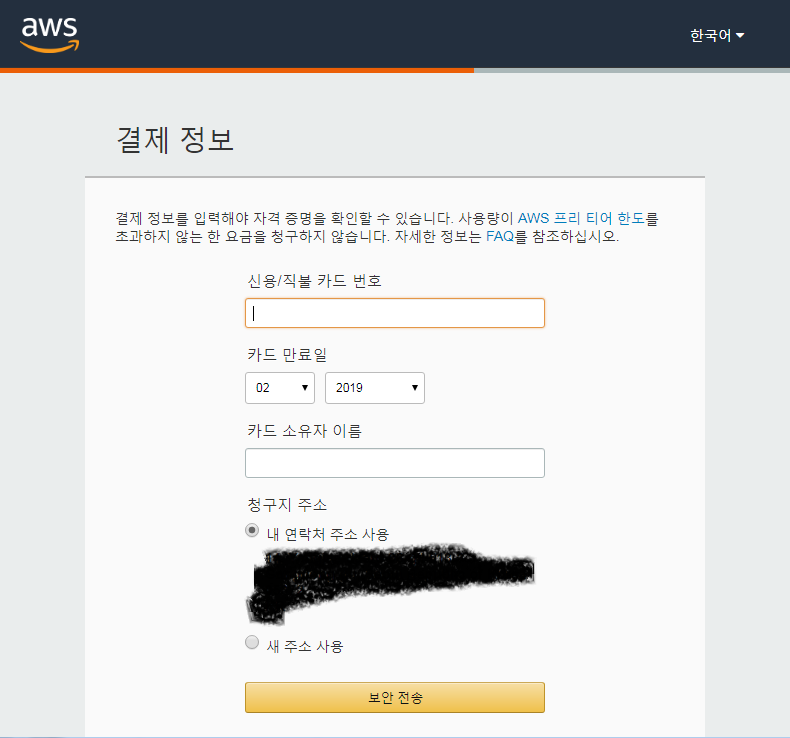 aws
한국어
결제 정보
결제 정보를 입력해야 자격 증명을 확인할 수 있습니다. 사용량이 AWS 프리 티어 한도를
초과하지 않는 한 요금을 청구하지 않습니다. 자세한 정보는 FAQ를 참조하십시오.
신용/직불 카드 번호
카드 만료일
02 2019
카드 소유자 이름
청구지 주소
내 연락처 주소 사용
새 주소 사용
보안 전송